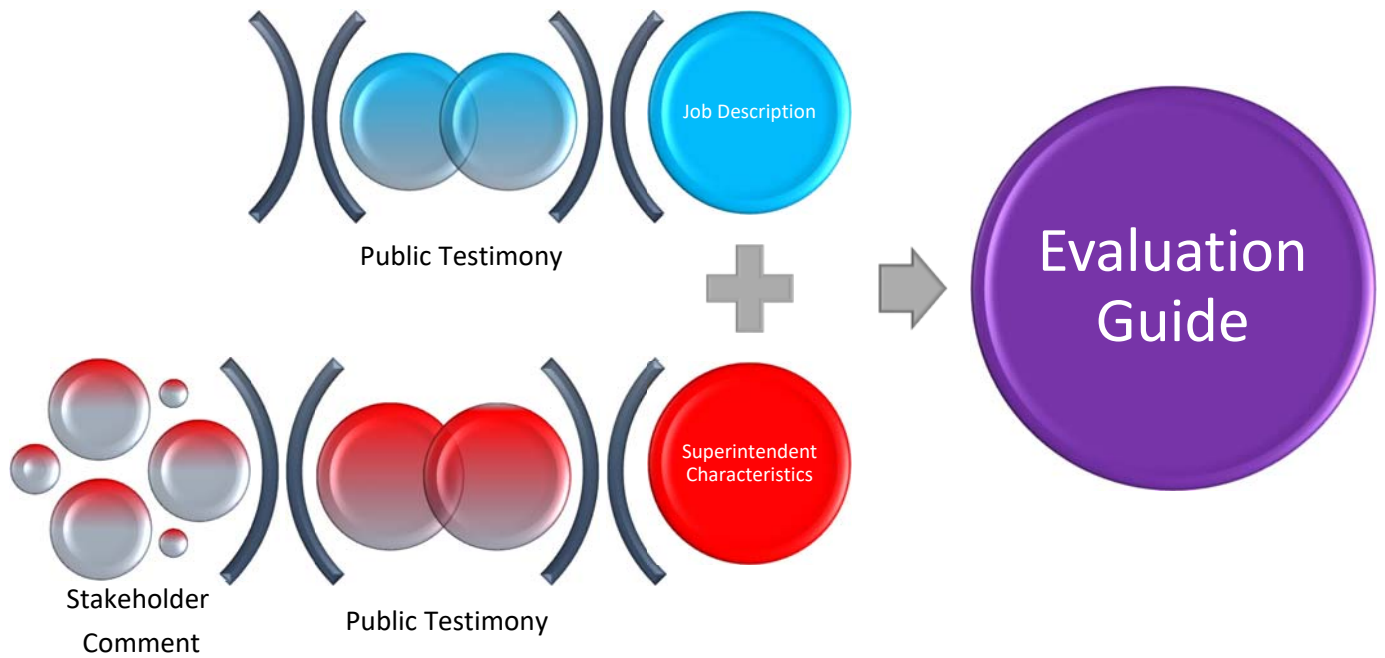 Job Description
Public Testimony
Evaluation
Guide
Superintendent
Characteristics
Stakeholder
Comment
Public Testimony